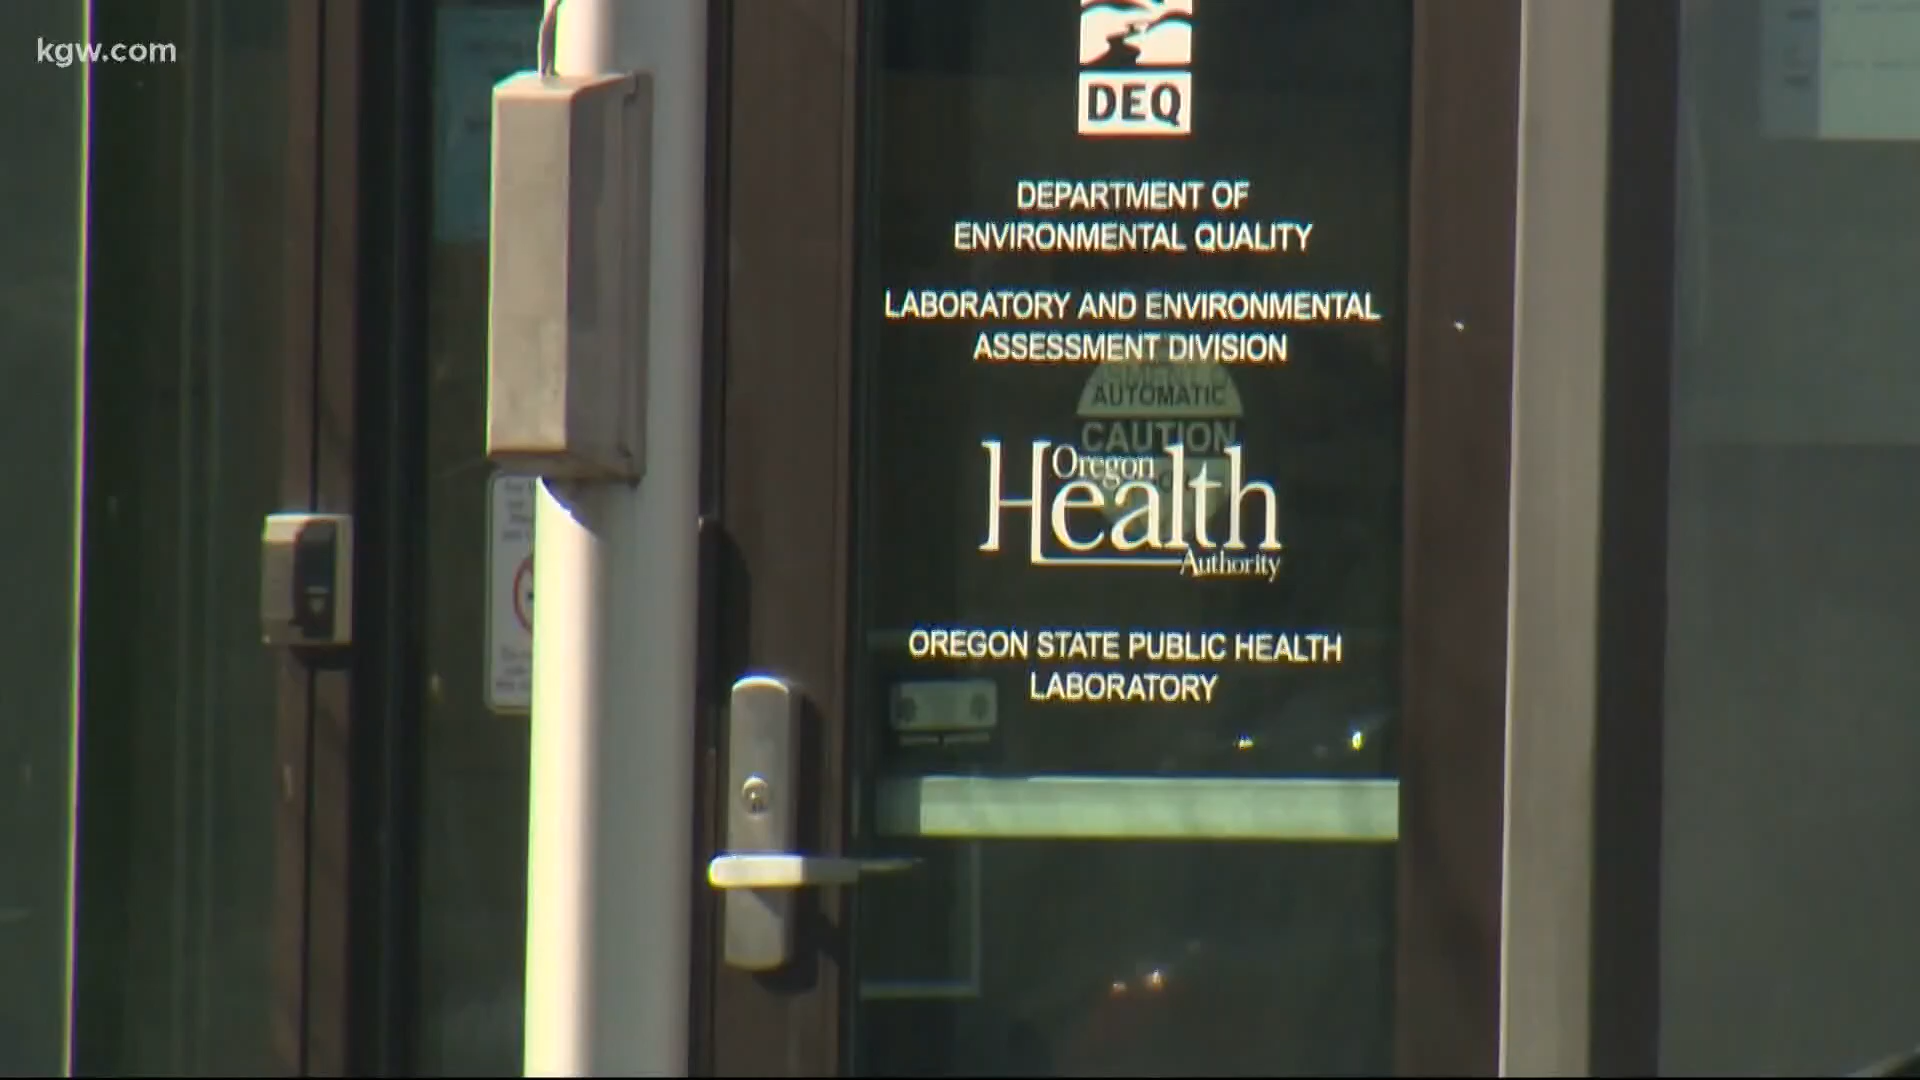 kgw.com
DEQ
DEPARTMENT OF
ENVIRONMENTAL QUALITY
LABORATORY AND ENVIRONMENTAL
ASSESSMENT DIVISION
AUTOMATIC
CAUTION
Oregon
Health
Authority
OREGON STATE PUBLIC HEALTH
LABORATORY